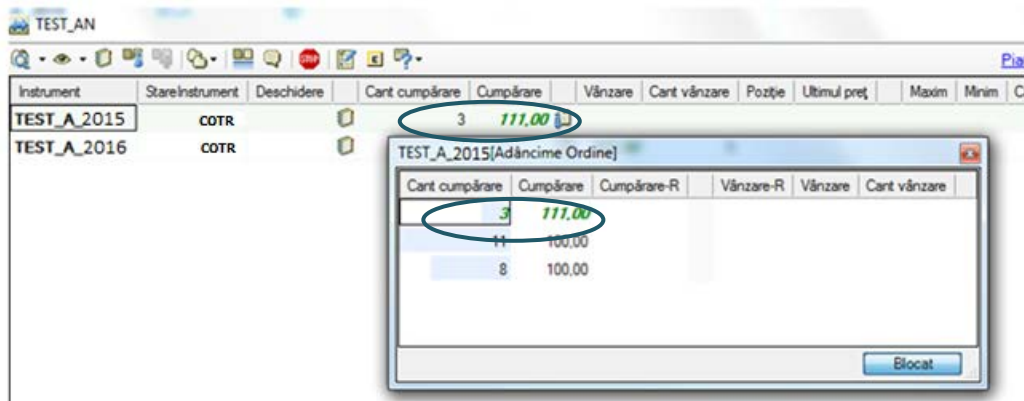 TEST_AN
STOP
Pia
Instrument StareInstrument Deschidere Cant cumpărare Cumpărare Vânzare Cant vânzare Poziție Ultimul preț Maxim Minim C
TEST_A_2015 COTR 3 111,00
TEST_A_2016 COTR
TEST_A_2015[Adâncime Ordine]
Cant cumpărare Cumpărare Cumpărare-R Vânzare-R Vânzare Cant vânzare
3 111,00
11 100,00
8 100,00
Blocat